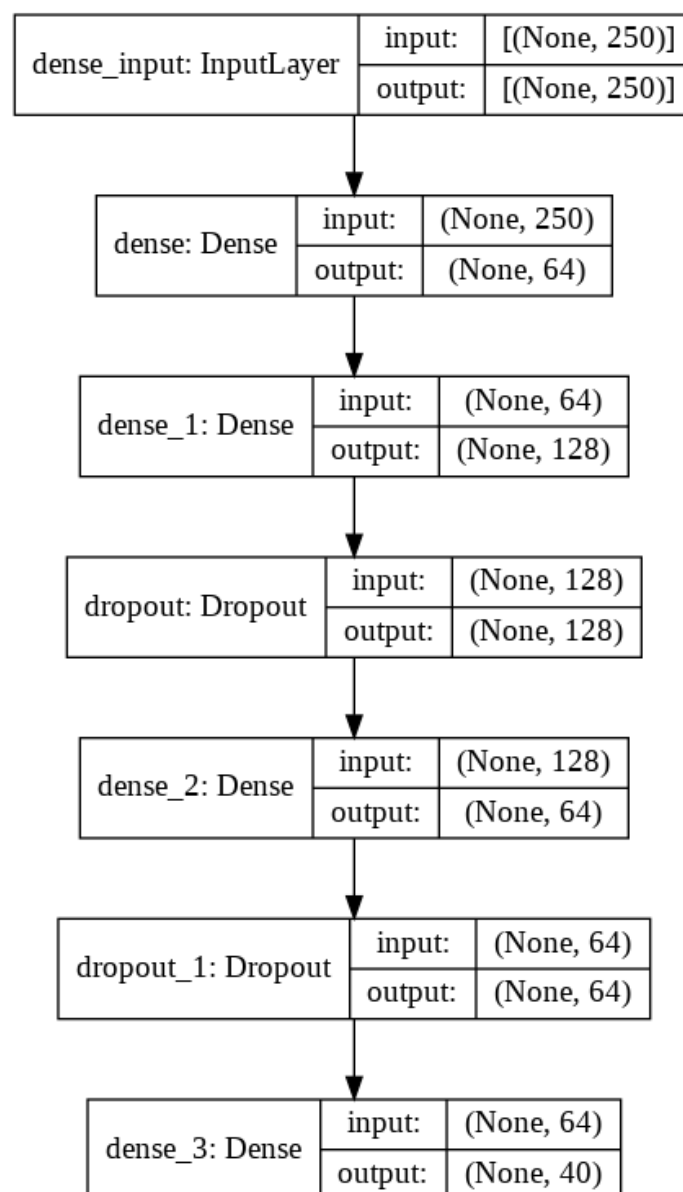 dense_input: InputLayer
input: [(None, 250)]
output: [(None, 250)]
dense: Dense
input: (None, 250)
output: (None, 64)
dense_1: Dense
input: (None, 64)
output: (None, 128)
dropout: Dropout
input: (None, 128)
output: (None, 128)
dense_2: Dense
input: (None, 128)
output: (None, 64)
dropout_1: Dropout
input: (None, 64)
output: (None, 64)
dense_3: Dense
input: (None, 64)
output: (None, 40)